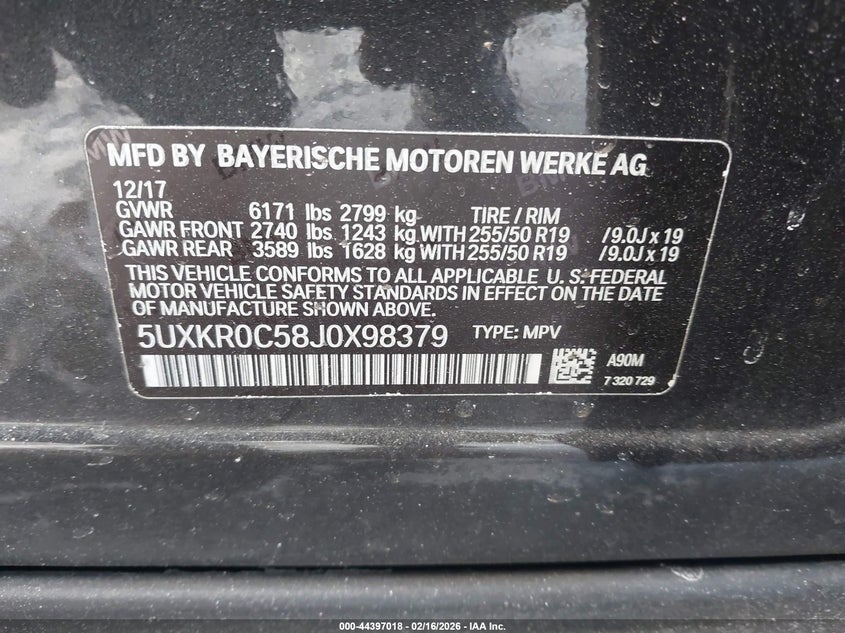 MFD BY BAYERISCHE MOTOREN WERKE AG
12/17
GVWR 6171 lbs 2799 kg TIRE / RIM
GAWR FRONT 2740 lbs 1243 kg WITH 255/50 R19 /9.0J x 19
GAWR REAR 3589 lbs 1628 kg WITH 255/50 R19 /9.0J x 19
THIS VEHICLE CONFORMS TO ALL APPLICABLE U.S. FEDERAL
MOTOR VEHICLE SAFETY STANDARDS IN EFFECT ON THE DATE
OF MANUFACTURE SHOWN ABOVE.
5UXKR0C58J0X98379 TYPE: MPV
A90M
7 320 729
000-44397018 - 02/16/2026 - IAA Inc.